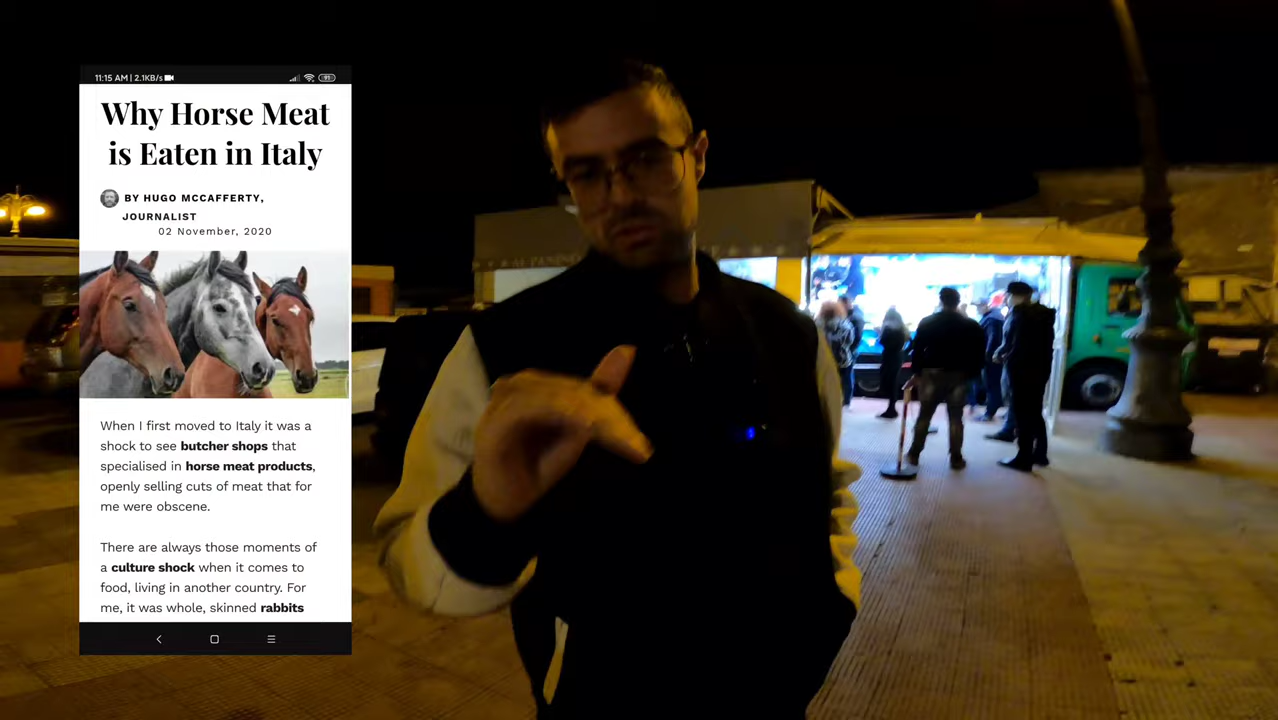 11:15 AM | 2.1KB/s
91
Why Horse Meat
is Eaten in Italy
BY HUGO MCCAFFERTY,
JOURNALIST
02 November, 2020
When I first moved to Italy it was a
shock to see butcher shops that
specialised in horse meat products,
openly selling cuts of meat that for
me were obscene.
There are always those moments of
a culture shock when it comes to
food, living in another country. For
me, it was whole, skinned rabbits